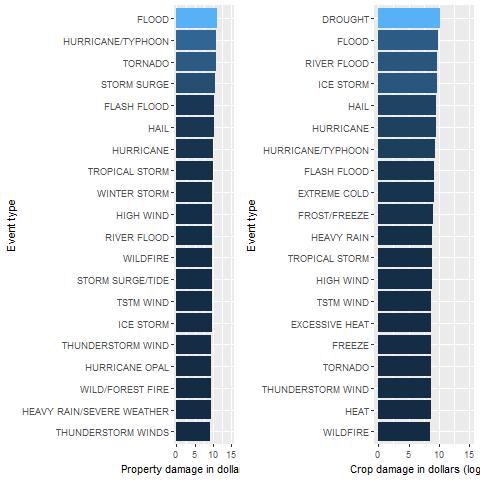 Event type
FLOOD
HURRICANE/TYPHOON
TORNADO
STORM SURGE
FLASH FLOOD
HAIL
HURRICANE
TROPICAL STORM
WINTER STORM
HIGH WIND
RIVER FLOOD
WILDFIRE
STORM SURGE/TIDE
TSTM WIND
ICE STORM
THUNDERSTORM WIND
HURRICANE OPAL
WILD/FOREST FIRE
HEAVY RAIN/SEVERE WEATHER
THUNDERSTORM WINDS
0 5 10 15
Property damage in dolla
Event type
DROUGHT
FLOOD
RIVER FLOOD
ICE STORM
HAIL
HURRICANE
HURRICANE/TYPHOON
FLASH FLOOD
EXTREME COLD
FROST/FREEZE
HEAVY RAIN
TROPICAL STORM
HIGH WIND
TSTM WIND
EXCESSIVE HEAT
FREEZE
TORNADO
THUNDERSTORM WIND
HEAT
WILDFIRE
0 5 10 15
Crop damage in dollars (log